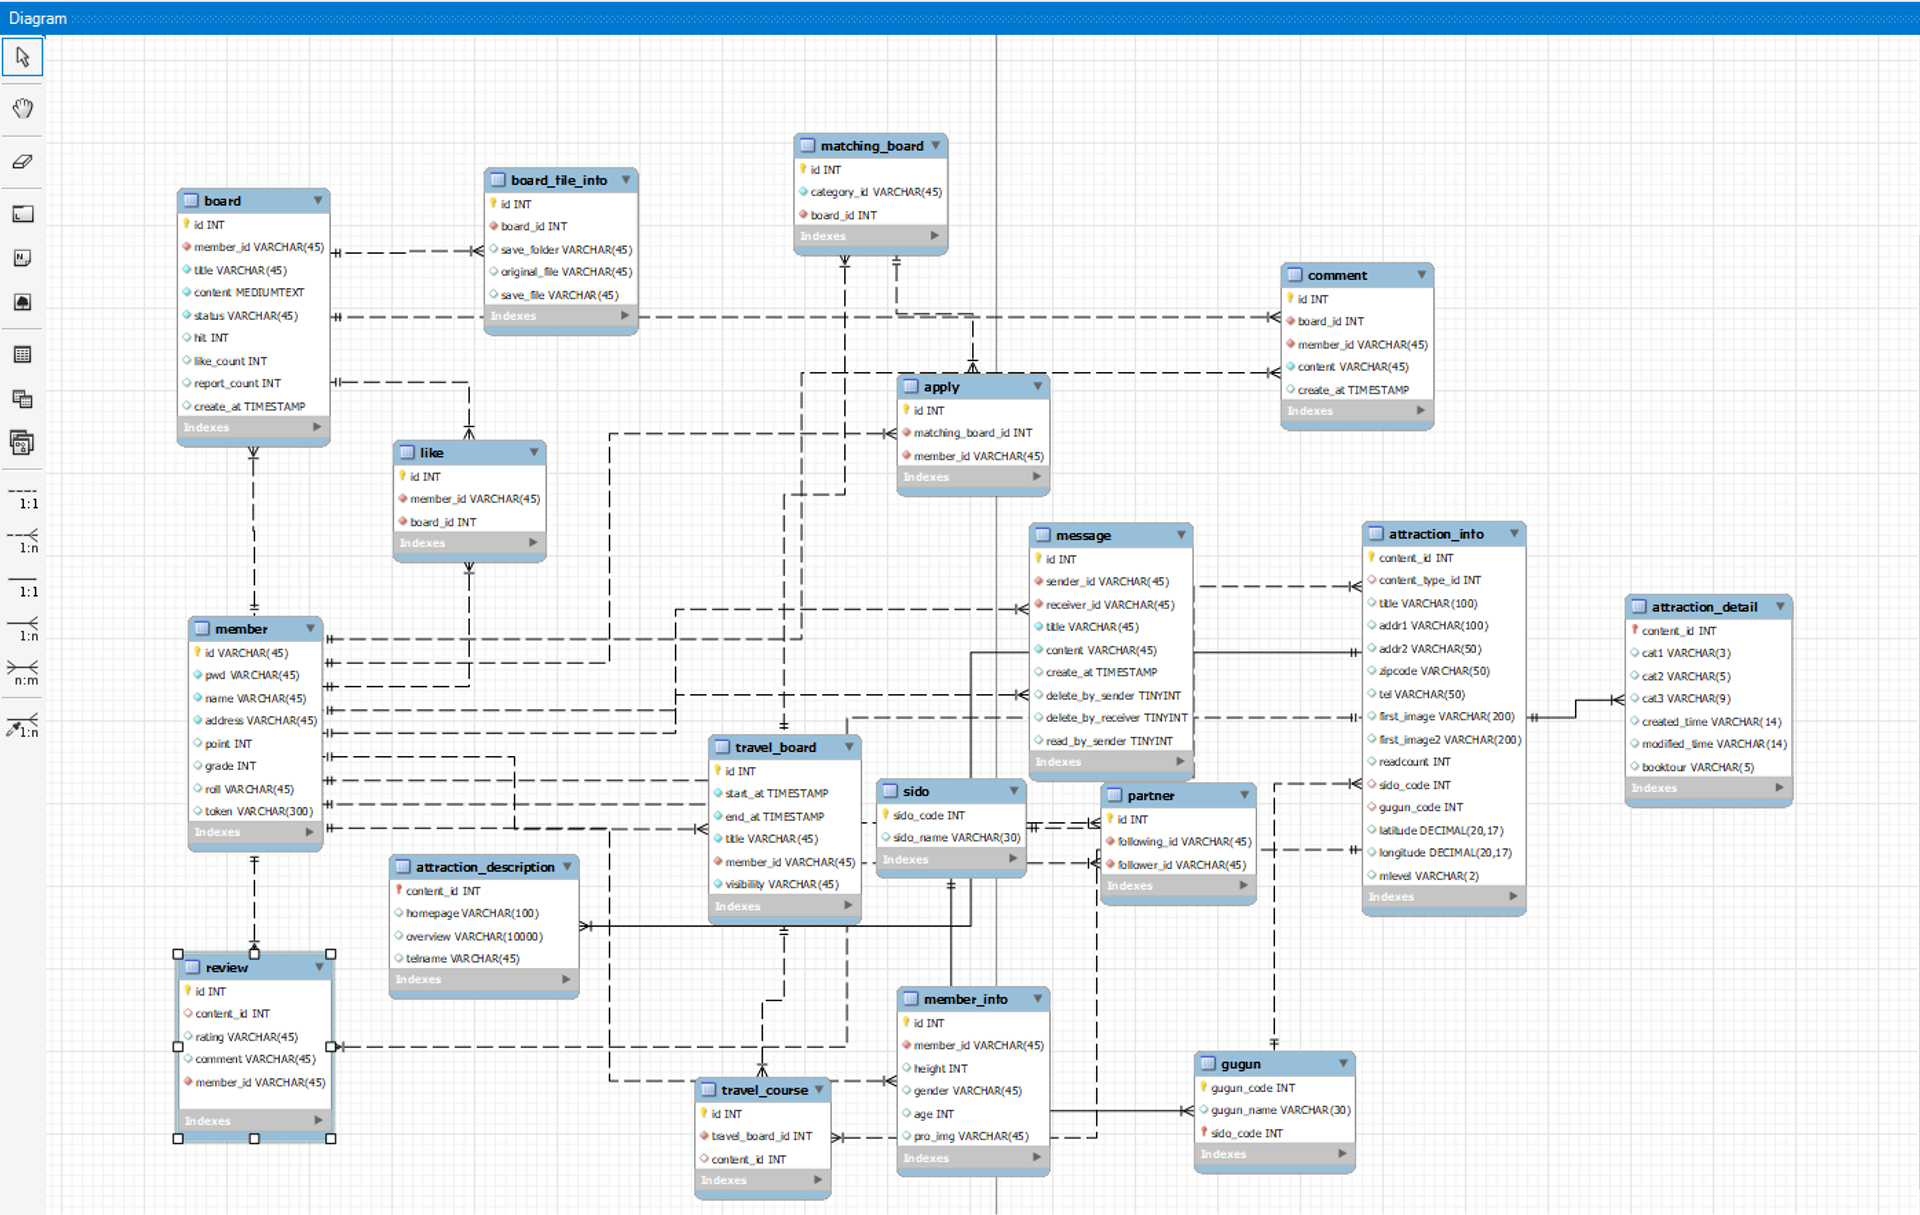 Diagram
1:1
1:n
1:1
1:n
n:m
1:n
board
id INT
member_id VARCHAR(45)
title VARCHAR(45)
content MEDIUMTEXT
status VARCHAR(45)
hit INT
like_count INT
report_count INT
create_at TIMESTAMP
Indexes
board_file_info
id INT
board_id INT
save_folder VARCHAR(45)
original_file VARCHAR(45)
save_file VARCHAR(45)
Indexes
matching_board
id INT
category_id VARCHAR(45)
board_id INT
Indexes
comment
id INT
board_id INT
member_id VARCHAR(45)
content VARCHAR(45)
create_at TIMESTAMP
Indexes
apply
id INT
matching_board_id INT
member_id VARCHAR(45)
Indexes
like
id INT
member_id VARCHAR(45)
board_id INT
Indexes
message
id INT
sender_id VARCHAR(45)
receiver_id VARCHAR(45)
title VARCHAR(45)
content VARCHAR(45)
create_at TIMESTAMP
delete_by_sender TINYINT
delete_by_receiver TINYINT
read_by_sender TINYINT
Indexes
attraction_info
content_id INT
content_type_id INT
title VARCHAR(100)
addr1 VARCHAR(100)
addr2 VARCHAR(50)
zipcode VARCHAR(50)
tel VARCHAR(50)
first_image VARCHAR(200)
first_image2 VARCHAR(200)
readcount INT
sido_code INT
gugun_code INT
latitude DECIMAL(20,17)
longitude DECIMAL(20,17)
mlevel VARCHAR(2)
Indexes
attraction_detail
content_id INT
cat1 VARCHAR(3)
cat2 VARCHAR(5)
cat3 VARCHAR(9)
created_time VARCHAR(14)
modified_time VARCHAR(14)
booktour VARCHAR(5)
Indexes
member
id VARCHAR(45)
pwd VARCHAR(45)
name VARCHAR(45)
address VARCHAR(45)
point INT
grade INT
roll VARCHAR(45)
token VARCHAR(300)
Indexes
travel_board
id INT
start_at TIMESTAMP
end_at TIMESTAMP
title VARCHAR(45)
member_id VARCHAR(45)
visibility VARCHAR(45)
Indexes
sido
sido_code INT
sido_name VARCHAR(30)
Indexes
partner
id INT
following_id VARCHAR(45)
follower_id VARCHAR(45)
Indexes
attraction_description
content_id INT
homepage VARCHAR(100)
overview VARCHAR(10000)
telname VARCHAR(45)
Indexes
review
id INT
content_id INT
rating VARCHAR(45)
comment VARCHAR(45)
member_id VARCHAR(45)
Indexes
member_info
id INT
member_id VARCHAR(45)
height INT
gender VARCHAR(45)
age INT
pro_img VARCHAR(45)
Indexes
gugun
gugun_code INT
gugun_name VARCHAR(30)
sido_code INT
Indexes
travel_course
id INT
travel_board_id INT
content_id INT
Indexes